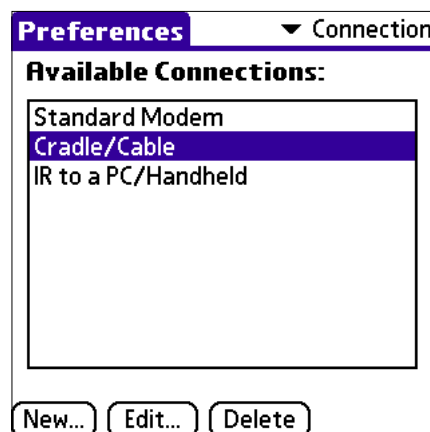 Preferences
Connection
Available Connections:
Standard Modem
Cradle/Cable
IR to a PC/Handheld
New... Edit... Delete